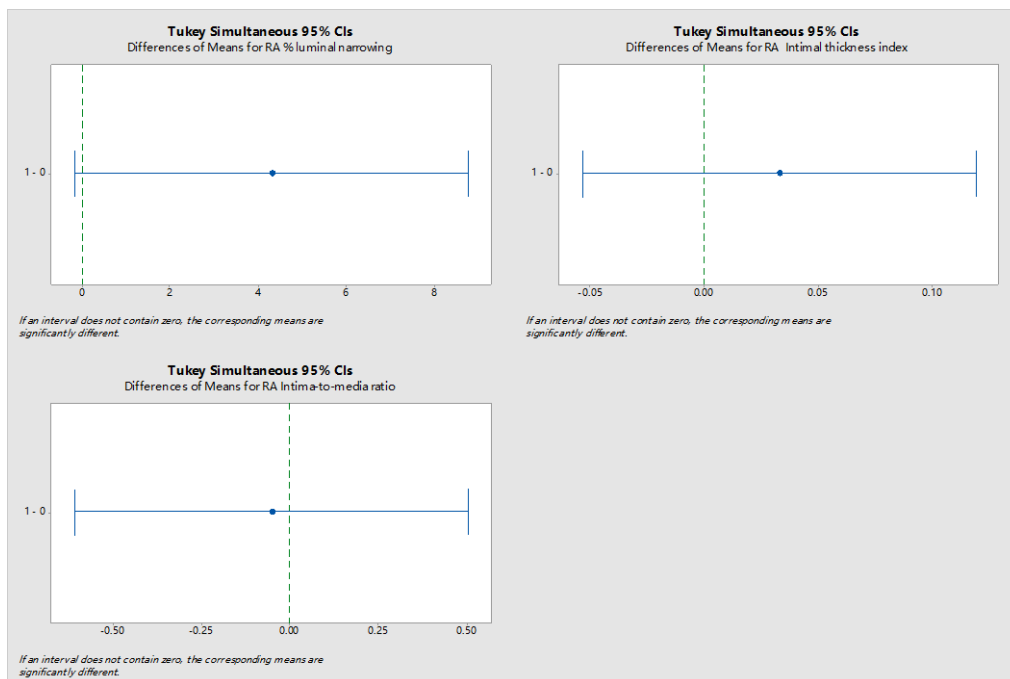 Tukey Simultaneous 95% CIs
Differences of Means for RA % luminal narrowing
1 - 0
0 2 4 6 8
If an interval does not contain zero, the corresponding means are
significantly different.
Tukey Simultaneous 95% CIs
Differences of Means for RA Intimal thickness index
1 - 0
-0.05 0.00 0.05 0.10
If an interval does not contain zero, the corresponding means are
significantly different.
Tukey Simultaneous 95% CIs
Differences of Means for RA Intima-to-media ratio
1 - 0
-0.50 -0.25 0.00 0.25 0.50
If an interval does not contain zero, the corresponding means are
significantly different.